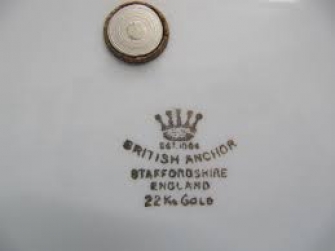 EST. 1884
BRITISH ANCHOR
STAFFORDSHIRE
ENGLAND
22 Kt GOLD